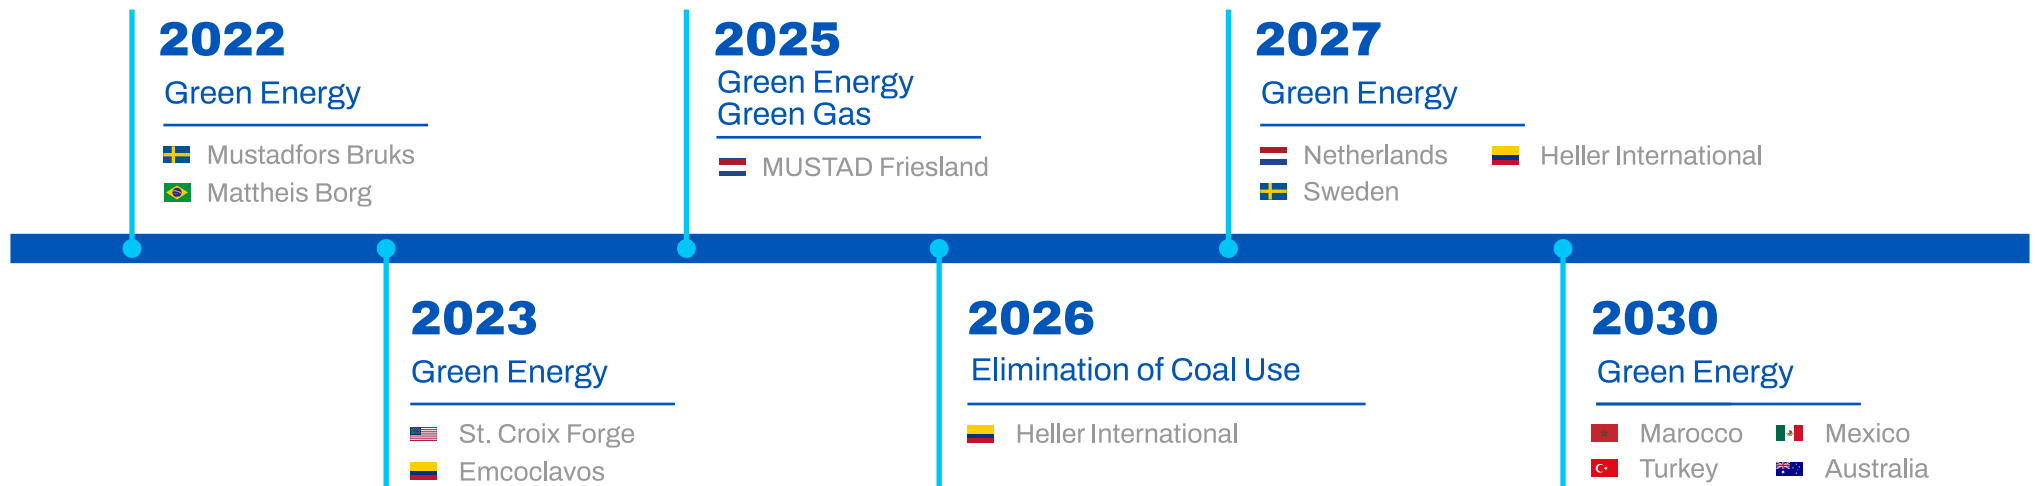 2022
Green Energy
Mustadfors Bruks
Mattheis Borg
2023
Green Energy
St. Croix Forge
Emcoclavos
2025
Green Energy
Green Gas
MUSTAD Friesland
2026
Elimination of Coal Use
Heller International
2027
Green Energy
Netherlands
Heller International
Sweden
2030
Green Energy
Marocco
Mexico
Turkey
Australia